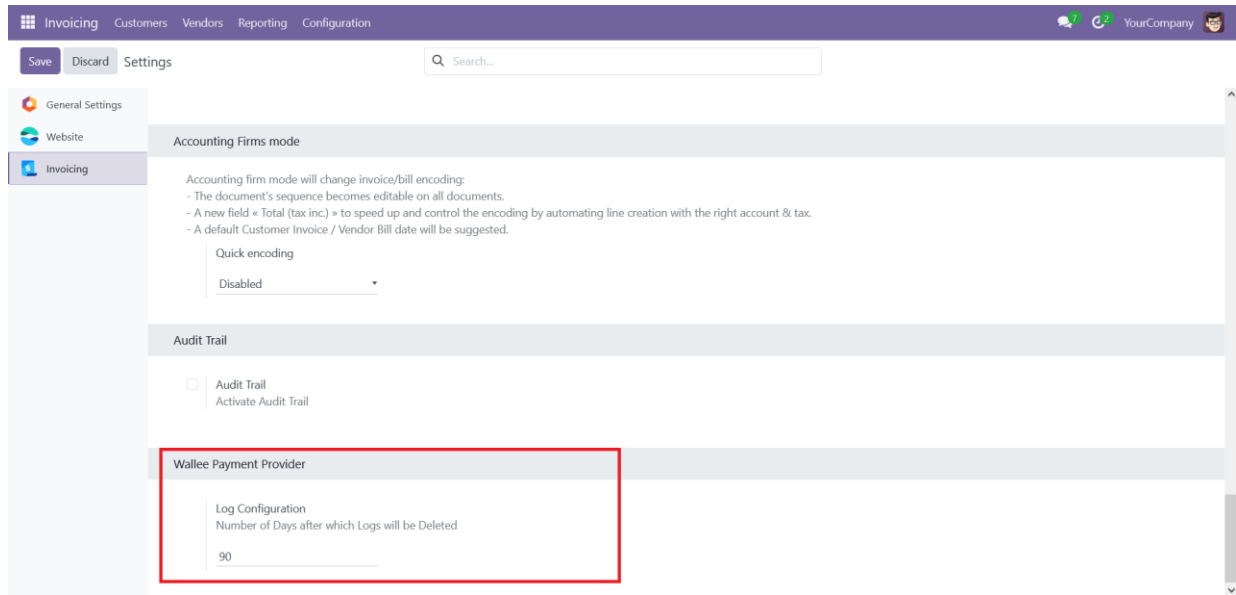 Invoicing Customers Vendors Reporting Configuration 7 2 YourCompany
Save Discard Settings Search...
General Settings
Website
Invoicing
Accounting Firms mode
Accounting firm mode will change invoice/bill encoding:
- The document's sequence becomes editable on all documents.
- A new field « Total (tax inc.) » to speed up and control the encoding by automating line creation with the right account & tax.
- A default Customer Invoice / Vendor Bill date will be suggested.
Quick encoding
Disabled
Audit Trail
Audit Trail
Activate Audit Trail
Wallee Payment Provider
Log Configuration
Number of Days after which Logs will be Deleted
90